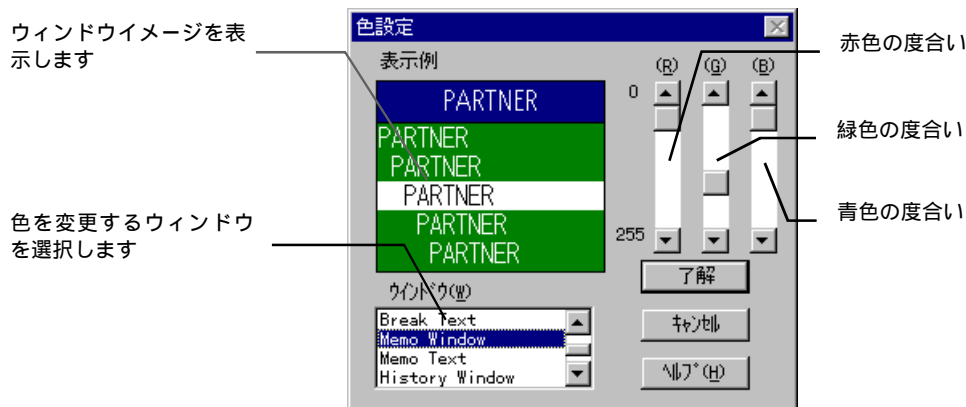 ウィンドウイメージを表
示します
色を変更するウィンドウ
を選択します
色設定
表示例
PARTNER
PARTNER
PARTNER
PARTNER
PARTNER
PARTNER
(R) (G) (B)
0
255
ｳｲﾝﾄﾞｳ(W)
Break Text
Memo Window
Memo Text
History Window
了解
ｷｬﾝｾﾙ
ﾍﾙﾌﾟ(H)
赤色の度合い
緑色の度合い
青色の度合い